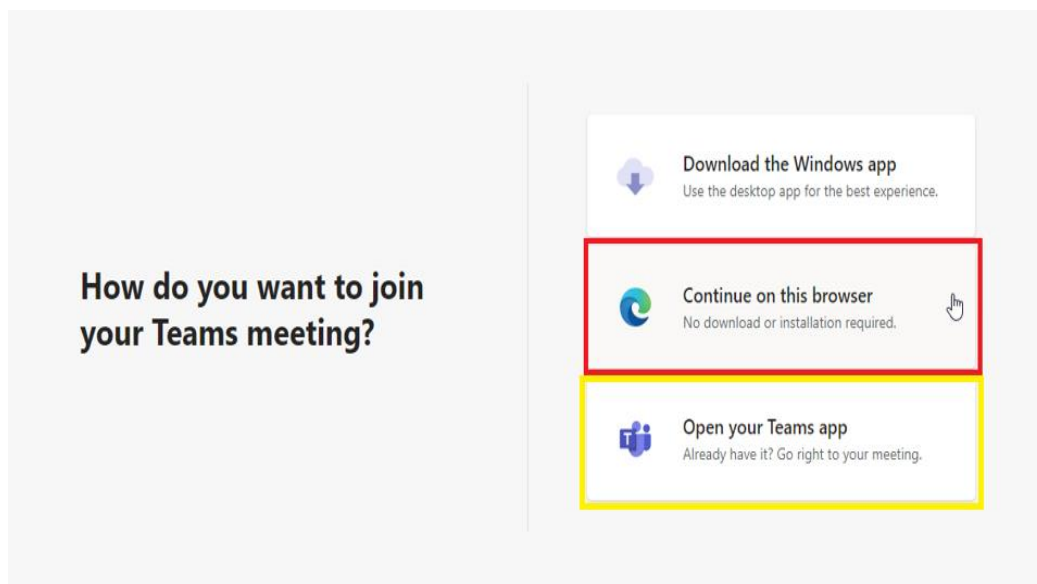 How do you want to join
your Teams meeting?
Download the Windows app
Use the desktop app for the best experience.
Continue on this browser
No download or installation required.
Open your Teams app
Already have it? Go right to your meeting.